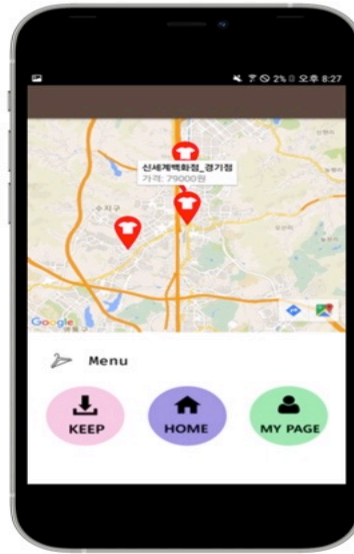 2% 오후 8:27
신세계백화점_경기점
가격: 79000원
수지구
Google
Menu
KEEP
HOME
MY PAGE